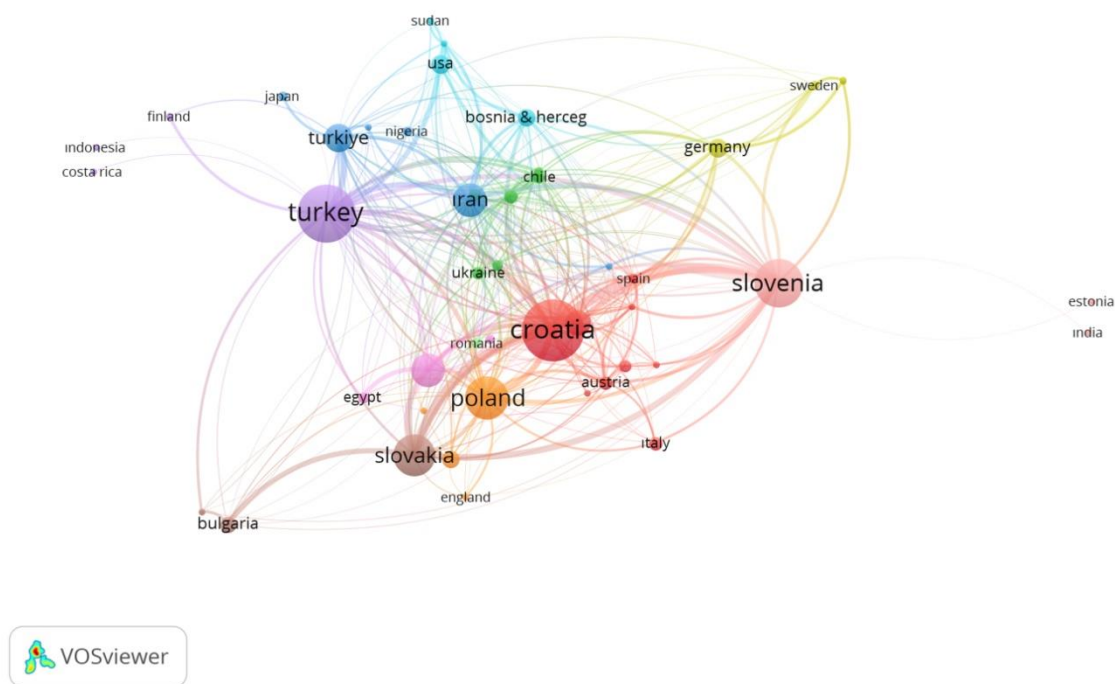 sudan
usa
japan
finland
bosnia & herceg
nigeria
turkiye
sweden
germany
ındonesia
costa rica
chile
ıran
turkey
ukraine
spain
slovenia
estonia
croatia
ındia
romania
austria
egypt
poland
ıtaly
slovakia
england
bulgaria
VOSviewer